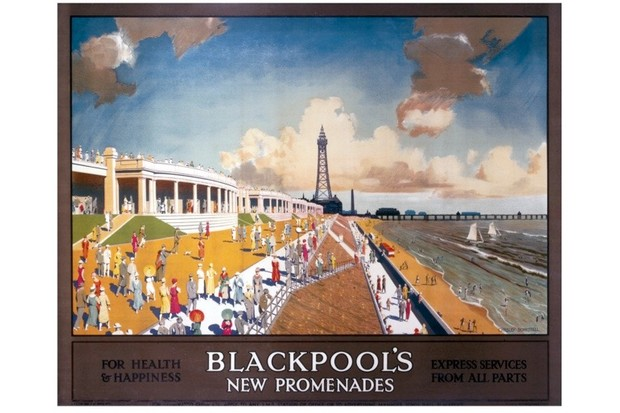 FOR HEALTH
& HAPPINESS
BLACKPOOL'S
NEW PROMENADES
EXPRESS SERVICES
FROM ALL PARTS